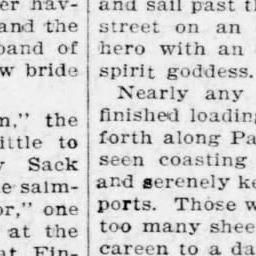 er hav-
and the
band of
w bride
n," the
ittle to
Sack
e salm-
or," one
at the
at Fin-
and sail past t
street on an
hero with an
spirit goddess.
Nearly any
finished loading
forth along Pa
seen coasting
and serenely ke
ports. Those w
too many shee
careen to a da